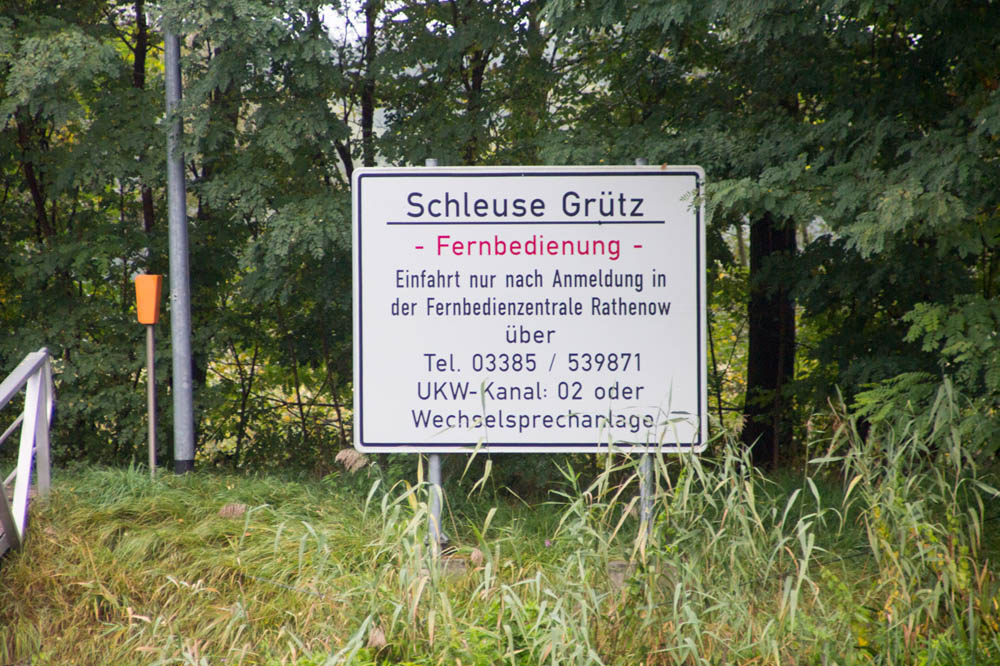 Schleuse Grütz
- Fernbedienung -
Einfahrt nur nach Anmeldung in
der Fernbedienzentrale Rathenow
über
Tel. 03385 / 539871
UKW-Kanal: 02 oder
Wechselsprechanlage